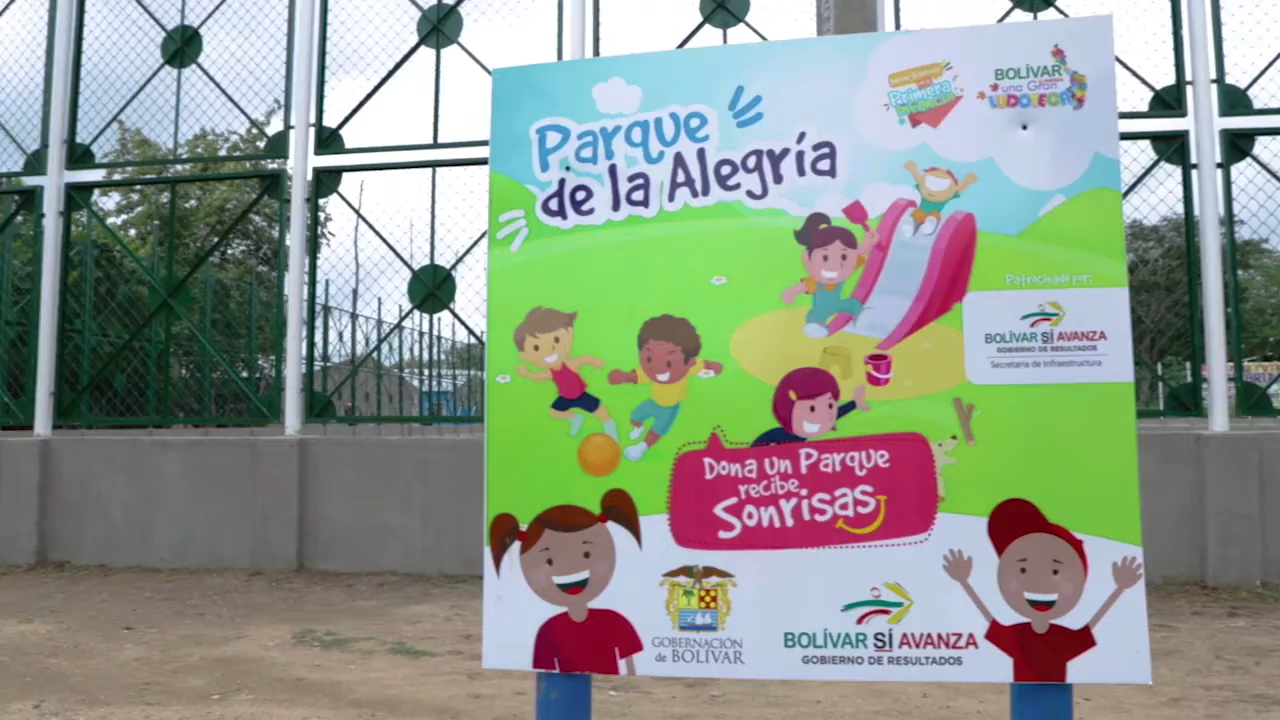 Parque
de la Alegría
Primera
BOLÍVAR
una Gran
LUDOTECA
Patrocinado por:
BOLÍVAR SÍ AVANZA
GOBIERNO DE RESULTADOS
Secretaría de Infraestructura
Dona un Parque
recibe
Sonrisas
GOBERNACIÓN
de BOLÍVAR
BOLÍVAR SÍ AVANZA
GOBIERNO DE RESULTADOS